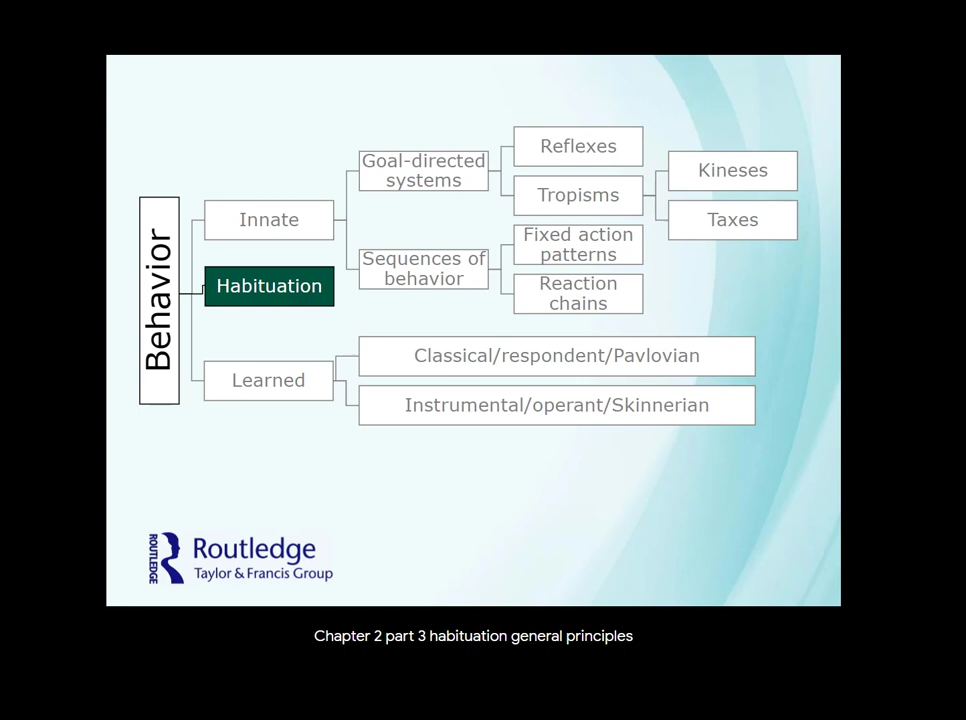 Behavior
Innate
Goal-directed
systems
Reflexes
Tropisms
Kineses
Taxes
Sequences of
behavior
Fixed action
patterns
Reaction
chains
Habituation
Learned
Classical/respondent/Pavlovian
Instrumental/operant/Skinnerian
ROUTLEDGE
Routledge
Taylor & Francis Group
Chapter 2 part 3 habituation general principles